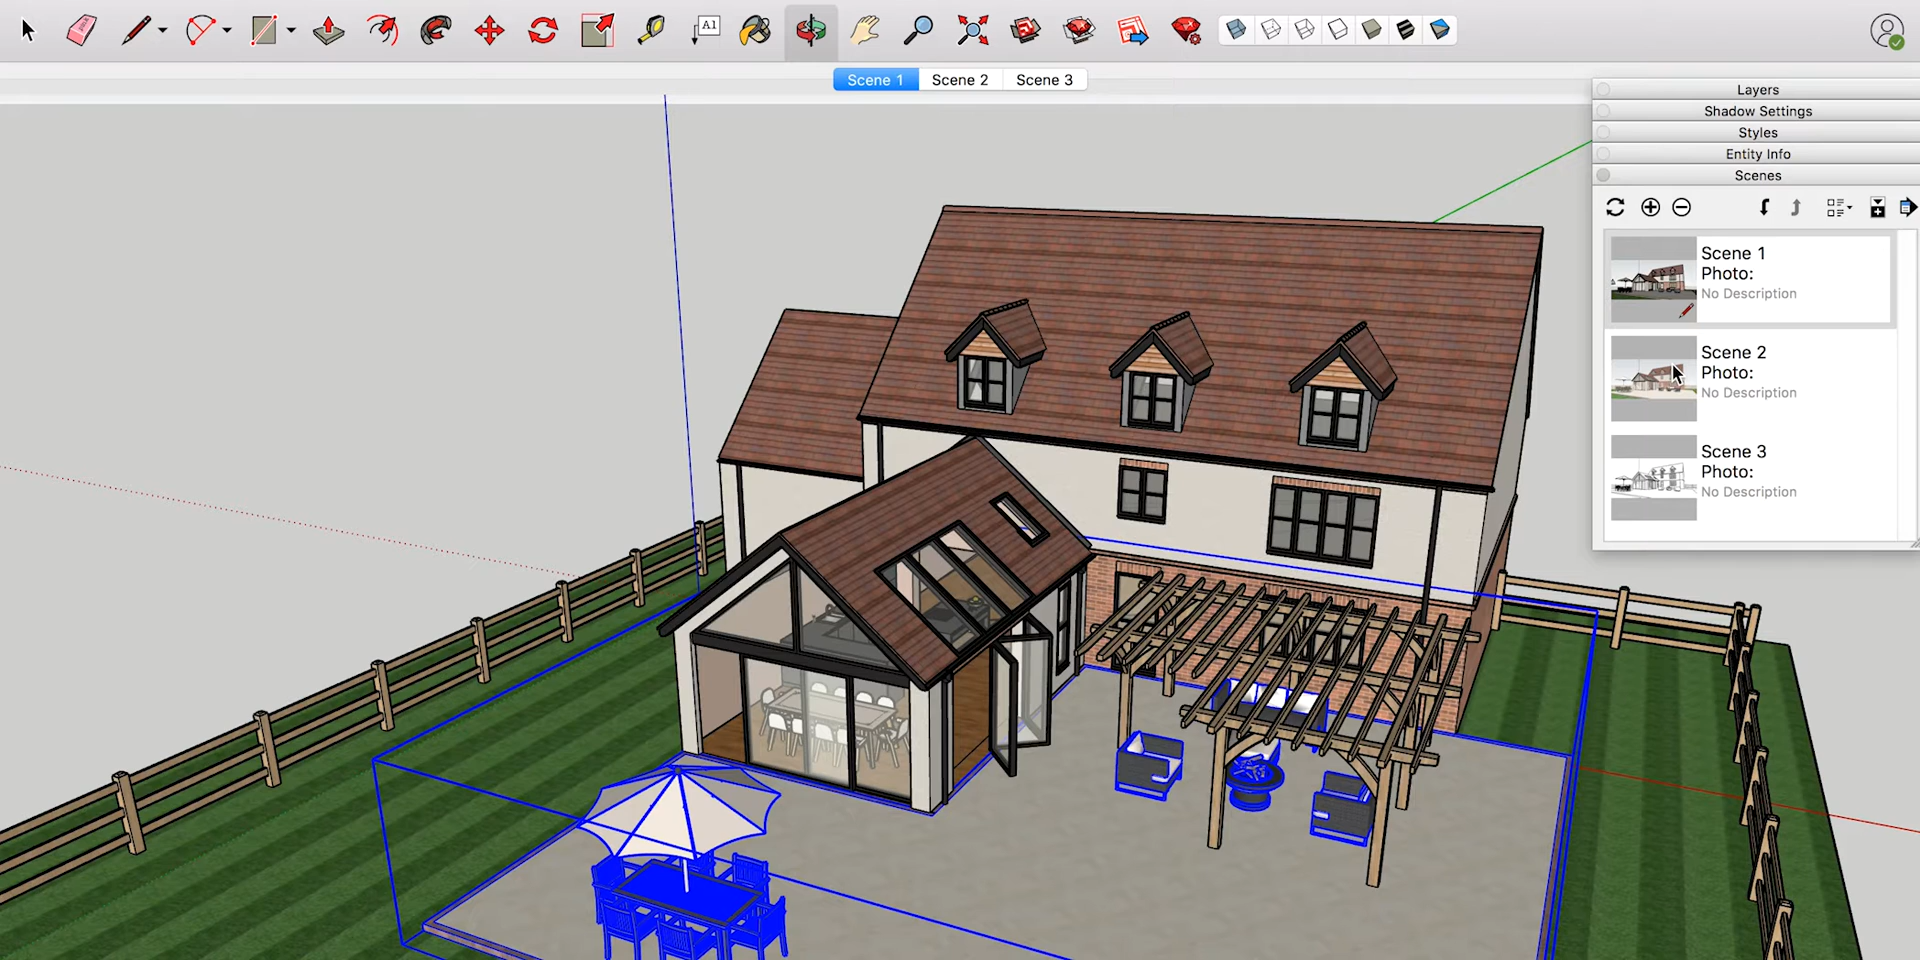 A1
Scene 1
Scene 2
Scene 3
Layers
Shadow Settings
Styles
Entity Info
Scenes
Scene 1
Photo:
No Description
Scene 2
Photo:
No Description
Scene 3
Photo:
No Description